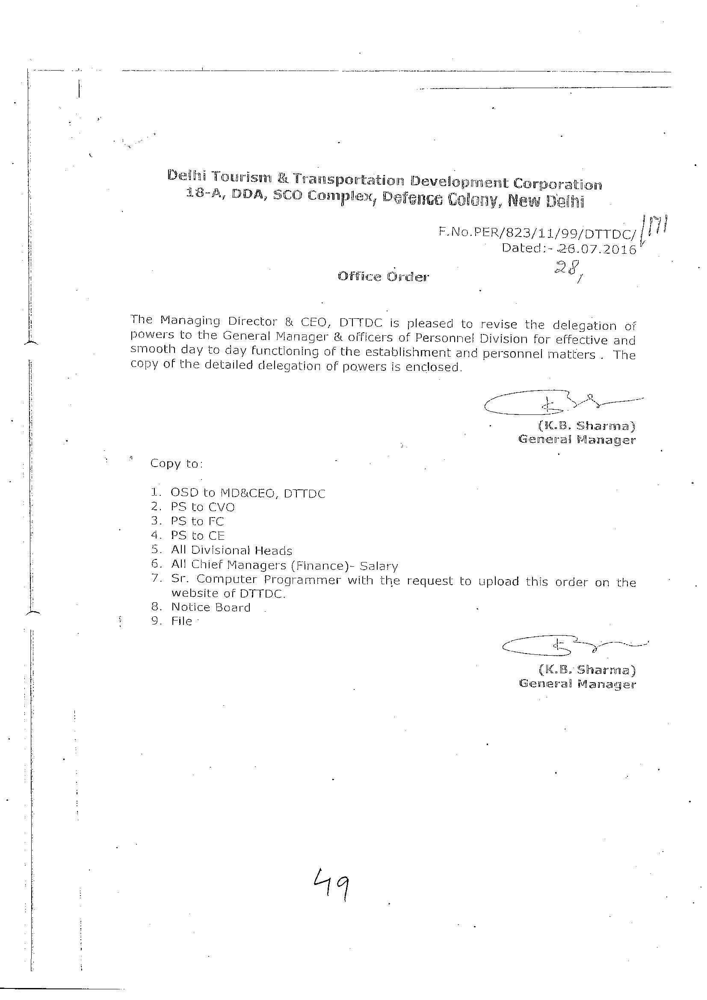 Delhi Tourism & Transportation Development Corporation
18-A, DDA, SCO Complex, Defence Colony, New Delhi
F.No.PER/823/11/99/DTTDC/
Dated:- 26.07.2016
28,
Office Order
The Managing Director & CEO, DTTDC is pleased to revise the delegation of
powers to the General Manager & officers of Personnel Division for effective and
smooth day to day functioning of the establishment and personnel matters . The
copy of the detailed delegation of powers is enclosed.
(K.B. Sharma)
General Manager
Copy to:
1. OSD to MD&CEO, DTTDC
2. PS to CVO
3. PS to FC
4. PS to CE
5. All Divisional Heads
6. All Chief Managers (Finance)- Salary
7. Sr. Computer Programmer with the request to upload this order on the
website of DTTDC.
8. Notice Board
9. File
(K.B. Sharma)
General Manager
49